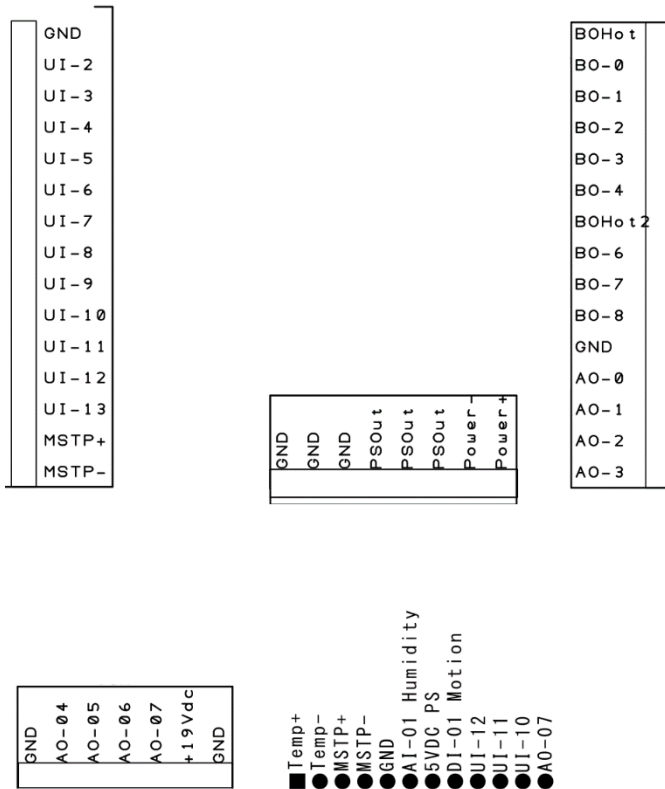 GND
UI-2
UI-3
UI-4
UI-5
UI-6
UI-7
UI-8
UI-9
UI-10
UI-11
UI-12
UI-13
MSTP+
MSTP-
GND
GND
GND
PSOut
PSOut
PSOut
Power-
Power+
BOHot
BO-0
BO-1
BO-2
BO-3
BO-4
BOHot2
BO-6
BO-7
BO-8
GND
AO-0
AO-1
AO-2
AO-3
GND
AO-04
AO-05
AO-06
AO-07
+19Vdc
GND
Temp+
Temp-
MSTP+
MSTP-
GND
AI-01 Humidity
5VDC PS
DI-01 Motion
UI-12
UI-11
UI-10
AO-07